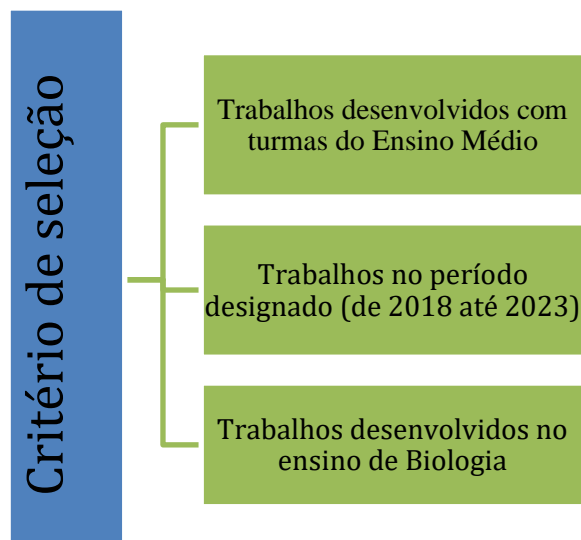 Critério de seleção
Trabalhos desenvolvidos com
turmas do Ensino Médio
Trabalhos no período
designado (de 2018 até 2023)
Trabalhos desenvolvidos no
ensino de Biologia